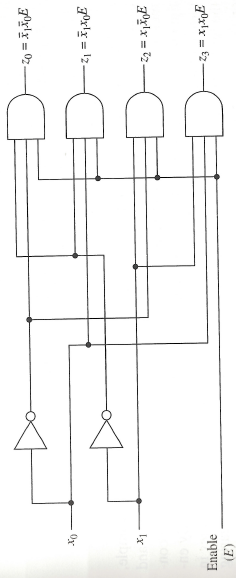 z₀ = x̄₁x̄₀E
z₁ = x̄₁x₀E
z₂ = x₁x̄₀E
z₃ = x₁x₀E
x₀
x₁
Enable
(E)